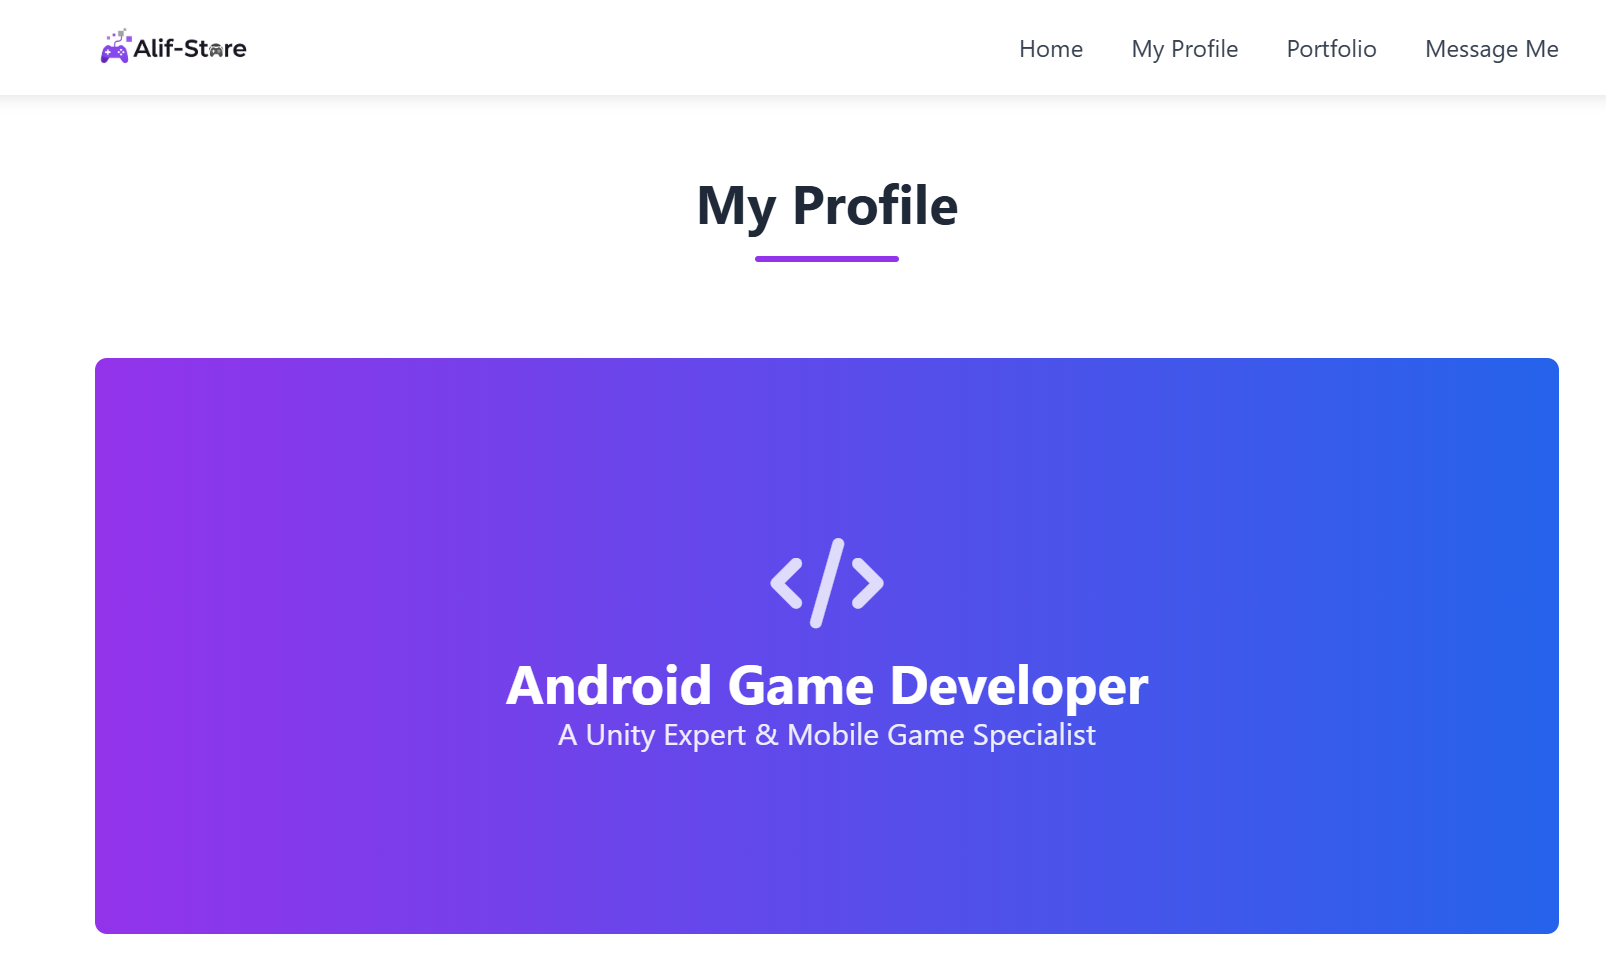 Alif-Store
Home My Profile Portfolio Message Me
My Profile
</>
Android Game Developer
A Unity Expert & Mobile Game Specialist